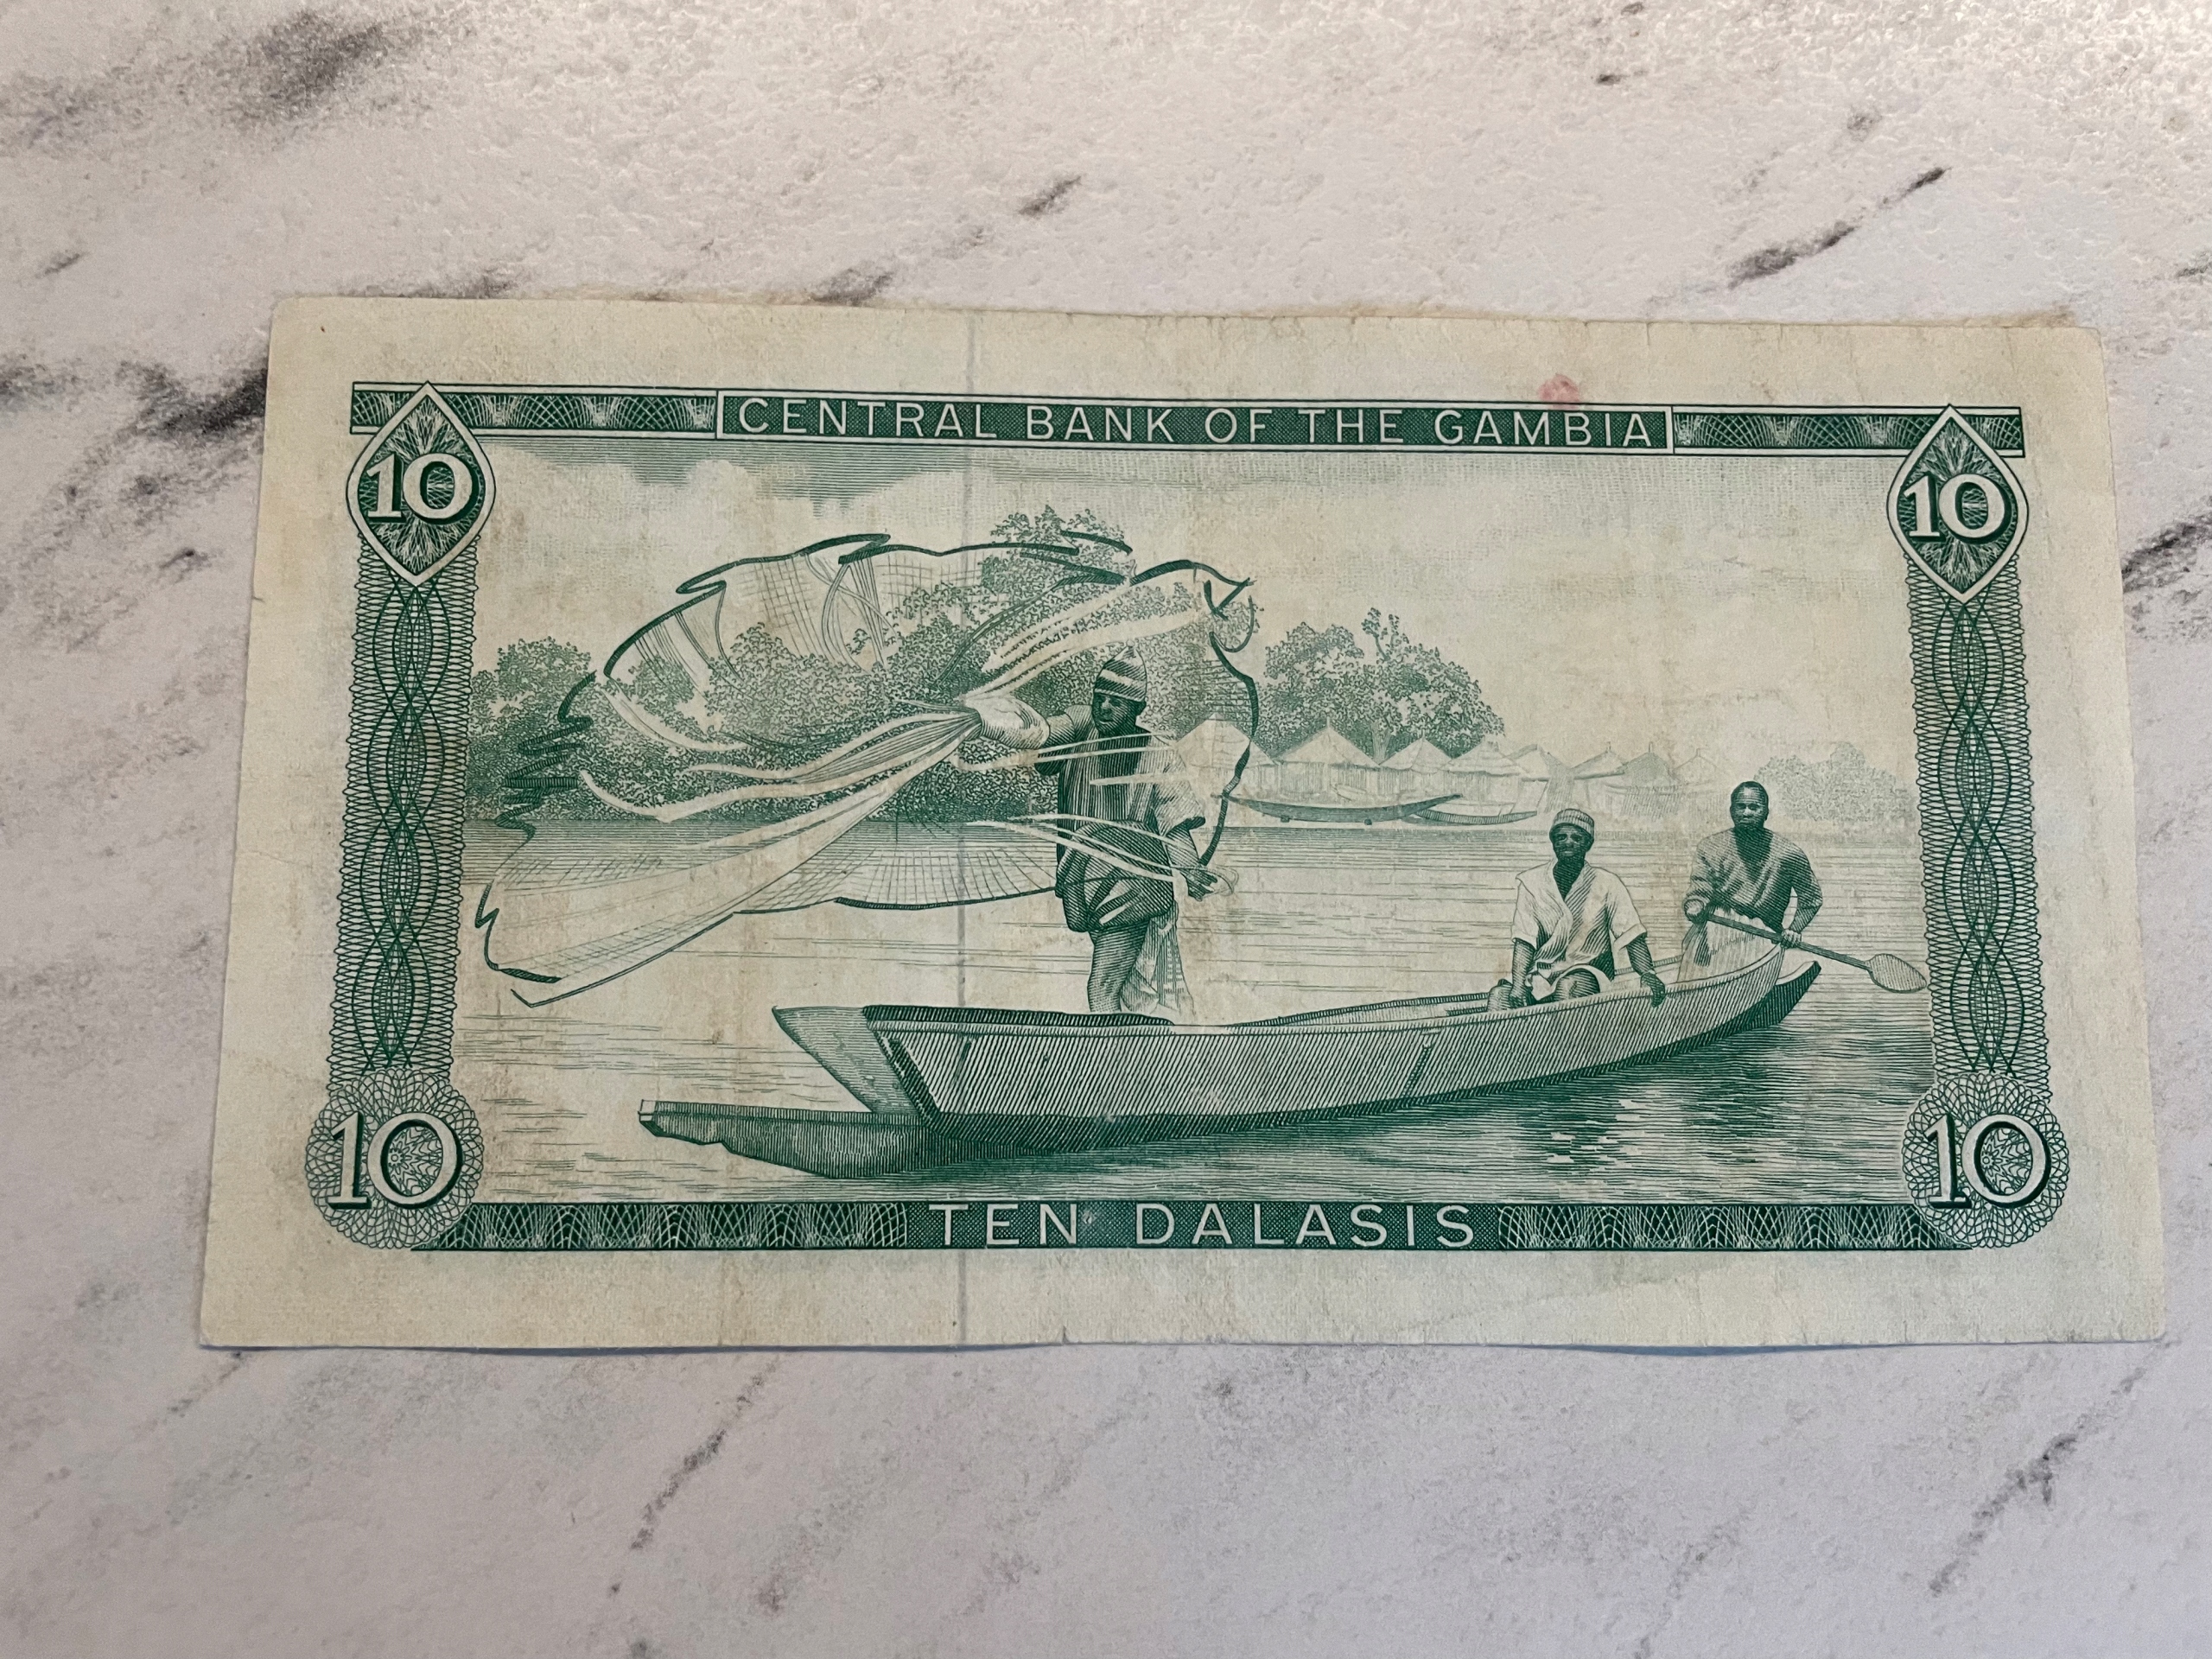 CENTRAL BANK OF THE GAMBIA
10 10
10 10
TEN DALASIS